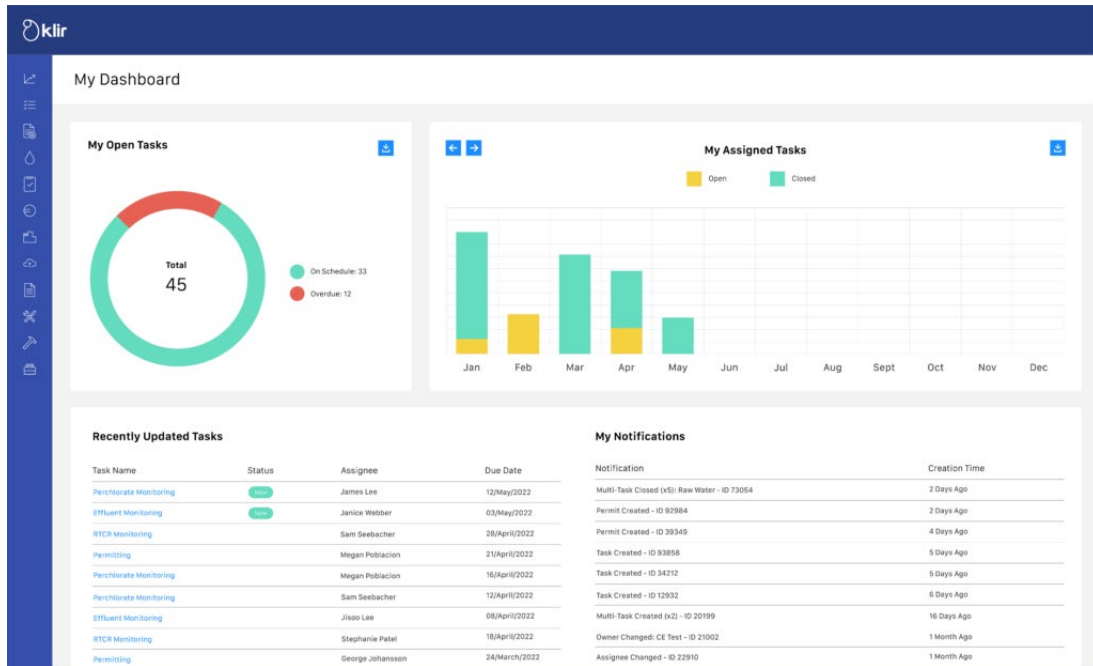 klir
My Dashboard
My Open Tasks
Total
45
On Schedule: 33
Overdue: 12
My Assigned Tasks
Open Closed
Jan Feb Mar Apr May Jun Jul Aug Sept Oct Nov Dec
Recently Updated Tasks
Task Name Status Assignee Due Date
Perchlorate Monitoring New James Lee 12/May/2022
Effluent Monitoring New Janice Webber 03/May/2022
RTCR Monitoring Sam Seebacher 28/April/2022
Permitting Megan Poblacion 21/April/2022
Perchlorate Monitoring Megan Poblacion 16/April/2022
Perchlorate Monitoring Sam Seebacher 12/April/2022
Effluent Monitoring Jisoo Lee 08/April/2022
RTCR Monitoring Stephanie Patel 18/April/2022
Permitting George Johansson 24/March/2022
My Notifications
Notification Creation Time
Multi-Task Closed (x5): Raw Water - ID 73054 2 Days Ago
Permit Created - ID 92984 2 Days Ago
Permit Created - ID 39349 4 Days Ago
Task Created - ID 93858 5 Days Ago
Task Created - ID 34212 5 Days Ago
Task Created - ID 12932 6 Days Ago
Multi-Task Created (x2) - ID 20199 16 Days Ago
Owner Changed: CE Test - ID 21002 1 Month Ago
Assignee Changed - ID 22910 1 Month Ago